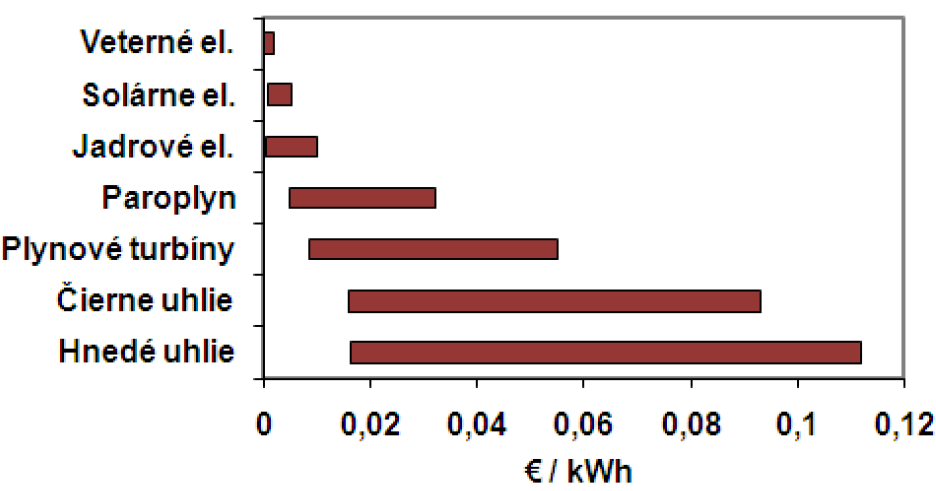 Veterné el.
Solárne el.
Jadrové el.
Paroplyn
Plynové turbíny
Čierne uhlie
Hnedé uhlie
0 0,02 0,04 0,06 0,08 0,1 0,12
€ / kWh